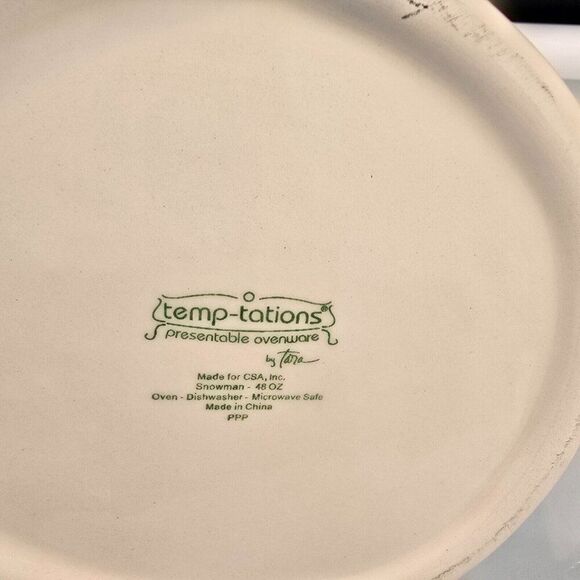 temp-tations®
presentable ovenware
by Tara
Made for CSA, Inc.
Snowman - 48 OZ
Oven - Dishwasher - Microwave Safe
Made in China
PPP